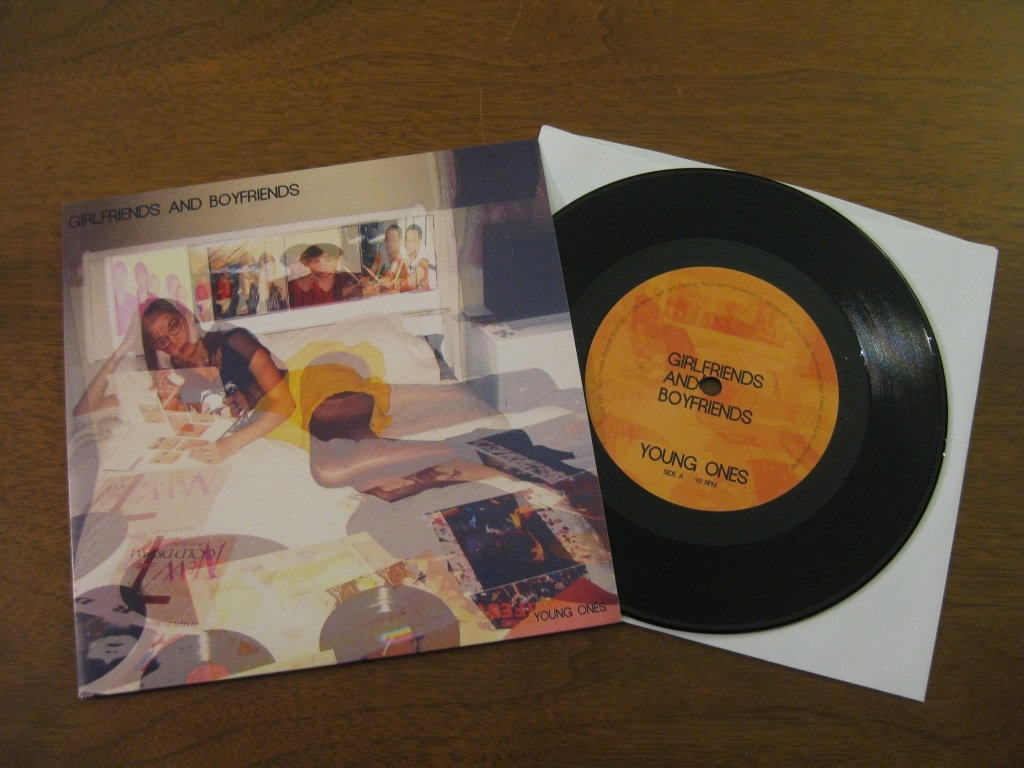 GIRLFRIENDS AND BOYFRIENDS
YOUNG ONES
GIRLFRIENDS
AND
BOYFRIENDS
YOUNG ONES
SIDE A 45 RPM